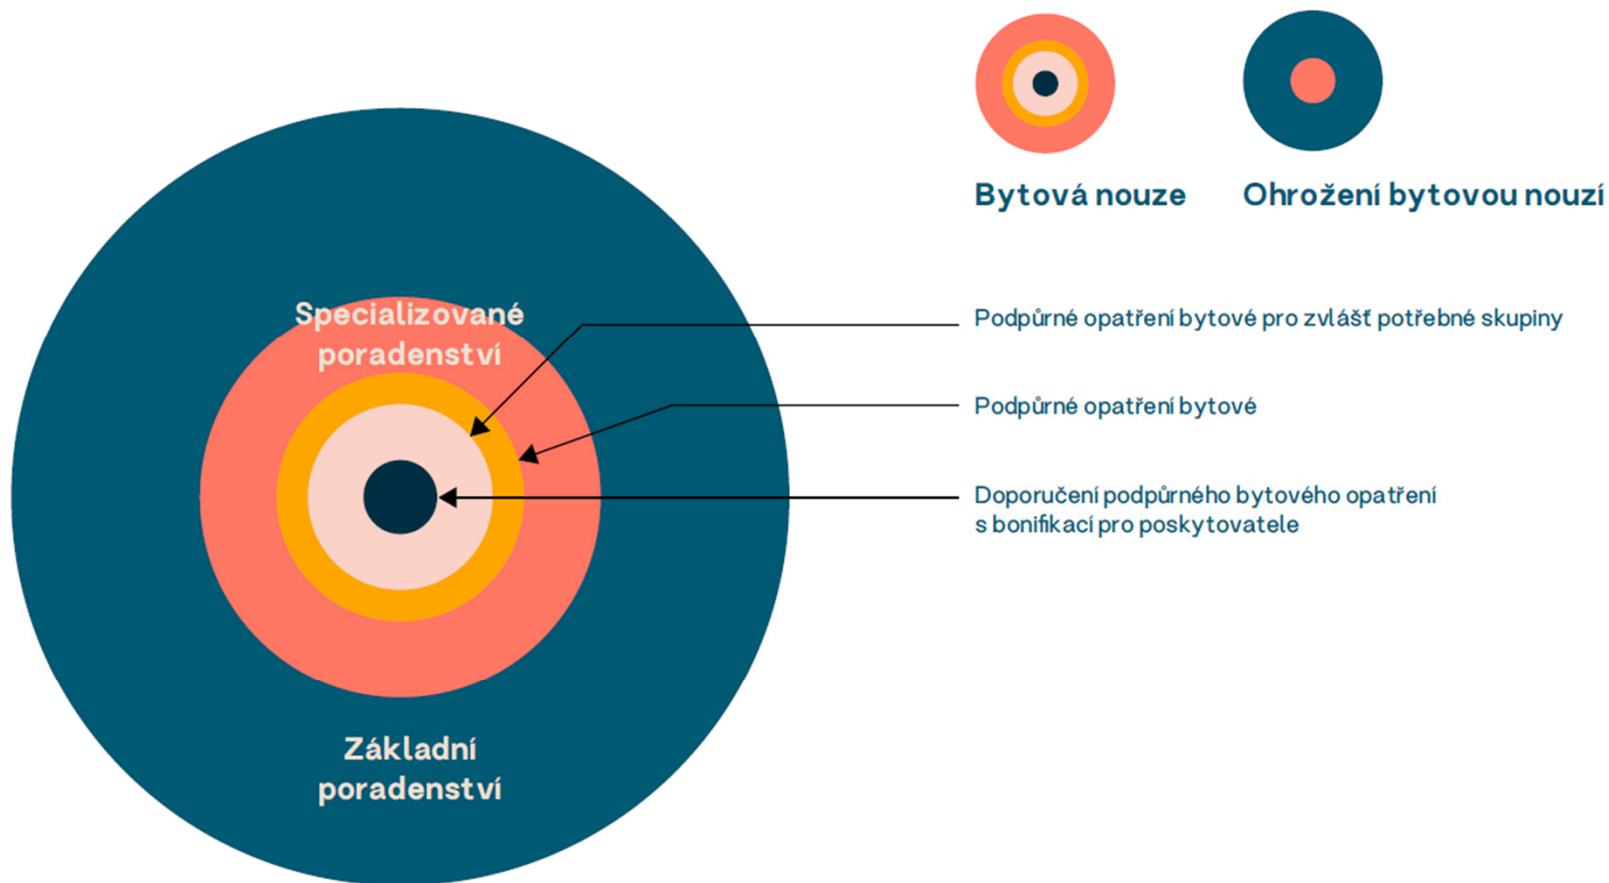 Bytová nouze
Ohrožení bytovou nouzí
Specializované
poradenství
Podpůrné opatření bytové pro zvlášť potřebné skupiny
Podpůrné opatření bytové
Doporučení podpůrného bytového opatření
s bonifikací pro poskytovatele
Základní
poradenství